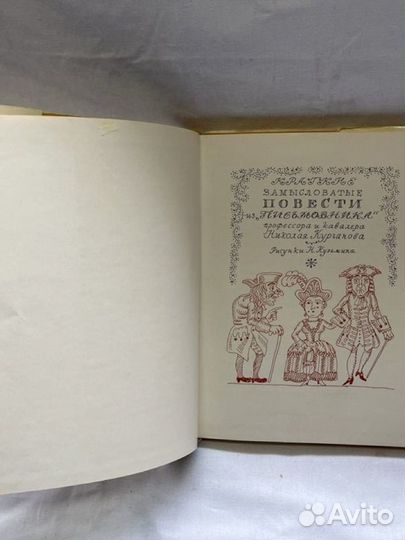 КРАТКИЕ
ЗАМЫСЛОВАТЫЕ
ПОВЕСТИ
из „ПИСЬМОВНИКА“
профессора и кавалера
Николая Курганова
Рисунки Н. Кузьмина
Avito